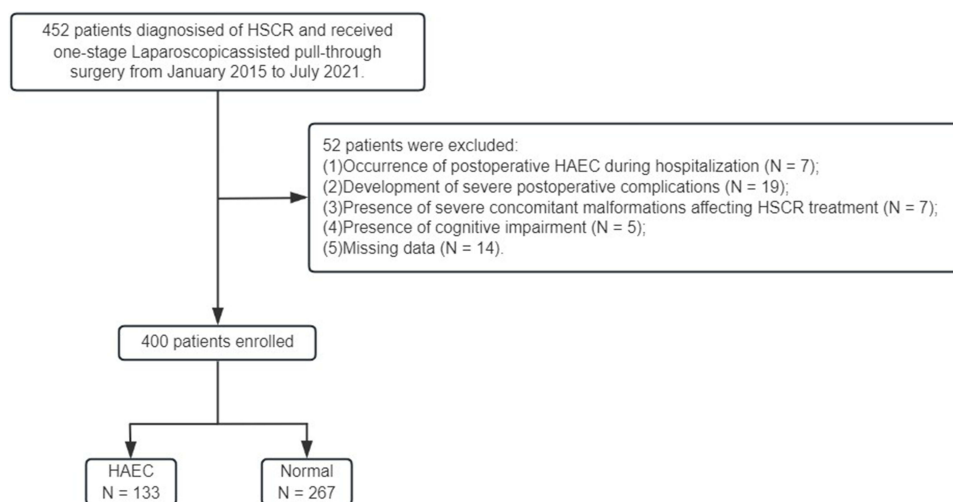 452 patients diagnosised of HSCR and received
one-stage Laparoscopicassisted pull-through
surgery from January 2015 to July 2021.
52 patients were excluded:
(1)Occurrence of postoperative HAEC during hospitalization (N = 7);
(2)Development of severe postoperative complications (N = 19);
(3)Presence of severe concomitant malformations affecting HSCR treatment (N = 7);
(4)Presence of cognitive impairment (N = 5);
(5)Missing data (N = 14).
400 patients enrolled
HAEC
N = 133
Normal
N = 267